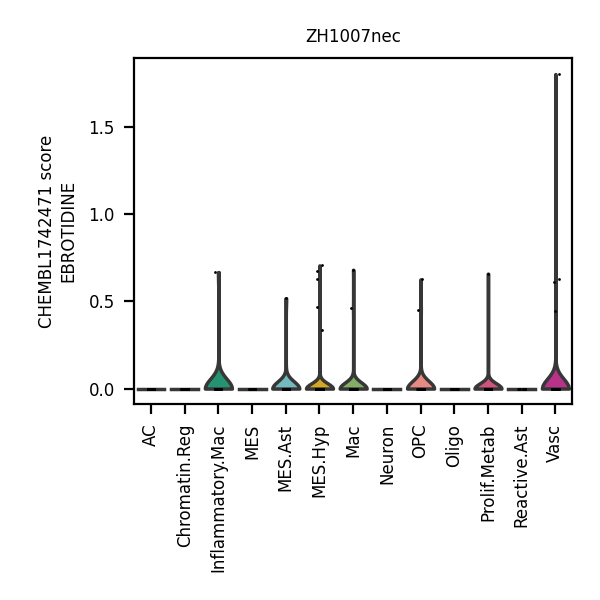 ZH1007nec
CHEMBL1742471 score
EBROTIDINE
1.5
1.0
0.5
0.0
AC
Chromatin.Reg
Inflammatory.Mac
MES
MES.Ast
MES.Hyp
Mac
Neuron
OPC
Oligo
Prolif.Metab
Reactive.Ast
Vasc